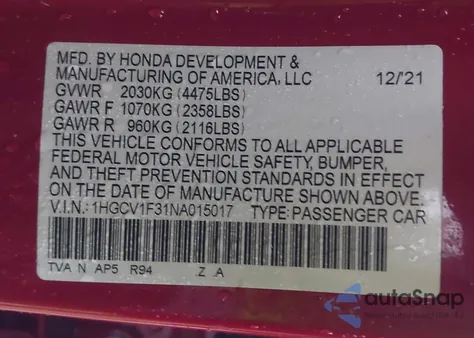 MFD. BY HONDA DEVELOPMENT &
MANUFACTURING OF AMERICA, LLC 12/'21
GVWR 2030KG (4475LBS)
GAWR F 1070KG (2358LBS)
GAWR R 960KG (2116LBS)
THIS VEHICLE CONFORMS TO ALL APPLICABLE
FEDERAL MOTOR VEHICLE SAFETY, BUMPER,
AND THEFT PREVENTION STANDARDS IN EFFECT
ON THE DATE OF MANUFACTURE SHOWN ABOVE.
V.I.N.: 1HGCV1F31NA015017 TYPE: PASSENGER CAR
TVA N AP5 R94 Z A
autoSnap